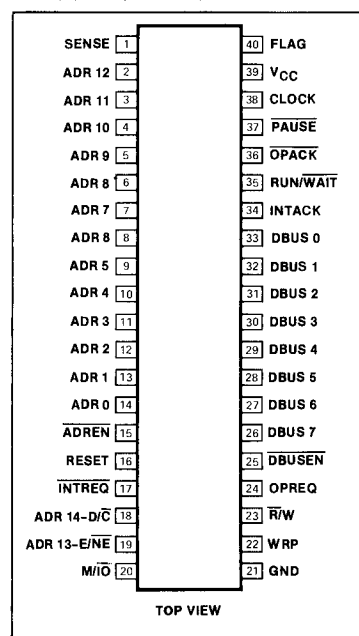 SENSE 1 40 FLAG
ADR 12 2 39 VCC
ADR 11 3 38 CLOCK
ADR 10 4 37 PAUSE
ADR 9 5 36 OPACK
ADR 8 6 35 RUN/WAIT
ADR 7 7 34 INTACK
ADR 8 8 33 DBUS 0
ADR 5 9 32 DBUS 1
ADR 4 10 31 DBUS 2
ADR 3 11 30 DBUS 3
ADR 2 12 29 DBUS 4
ADR 1 13 28 DBUS 5
ADR 0 14 27 DBUS 6
ADREN 15 26 DBUS 7
RESET 16 25 DBUSEN
INTREQ 17 24 OPREQ
ADR 14-D/C 18 23 R/W
ADR 13-E/NE 19 22 WRP
M/IO 20 21 GND
TOP VIEW